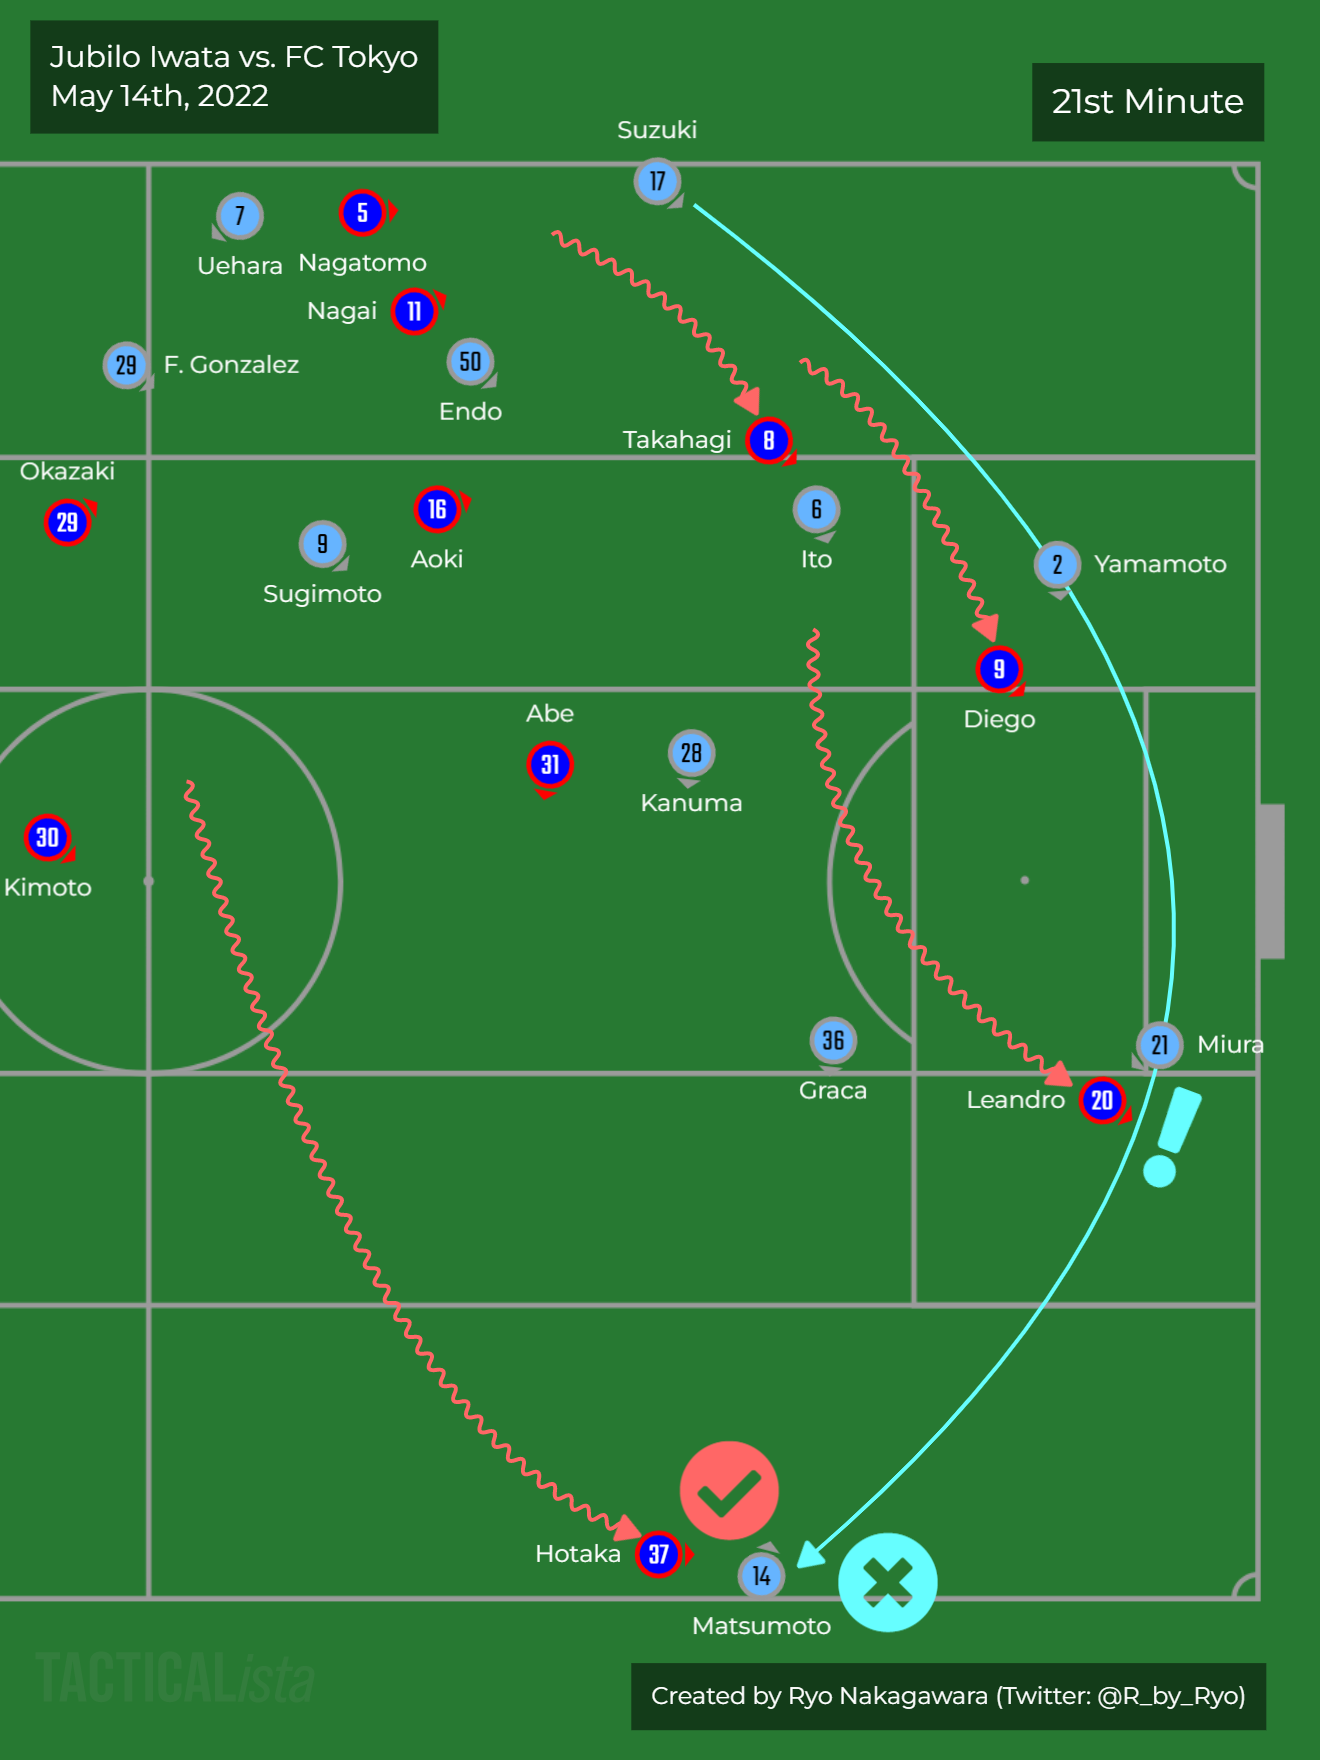 Jubilo Iwata vs. FC Tokyo
May 14th, 2022
21st Minute
Suzuki
17
7
5
Uehara
Nagatomo
Nagai
11
29
F. Gonzalez
50
Endo
Takahagi
8
Okazaki
29
16
6
9
Aoki
Ito
2
Yamamoto
Sugimoto
9
Diego
Abe
31
28
Kanuma
30
Kimoto
36
21
Miura
Graca
Leandro
20
Hotaka
37
14
Matsumoto
TACTICALista
Created by Ryo Nakagawara (Twitter: @R_by_Ryo)